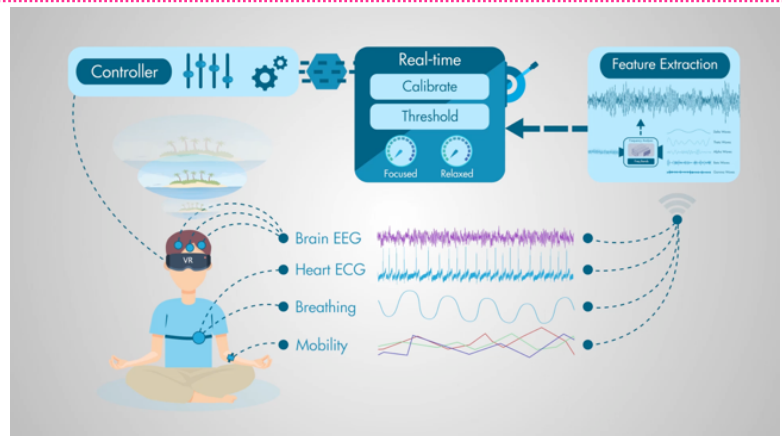 Controller
Real-time
Calibrate
Threshold
Focused
Relaxed
Feature Extraction
VR
Brain EEG
Heart ECG
Breathing
Mobility